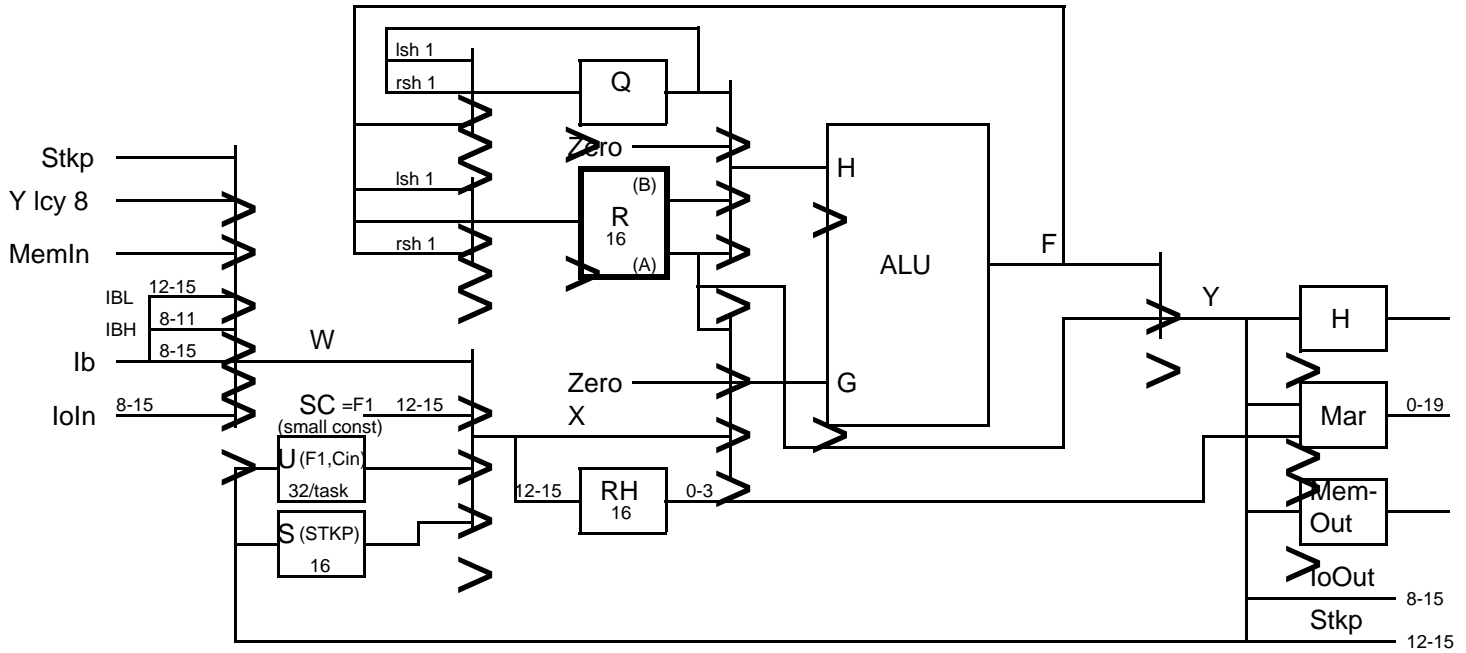 lsh 1
rsh 1
Q
Zero
Stkp
lsh 1
(B)
H
Y lcy 8
R
16
rsh 1
(A)
F
ALU
MemIn
IBL 12-15
IBH 8-11
Ib 8-15
W
Y
H
Zero
G
IoIn 8-15
SC =F1 12-15
(small const)
X
Mar 0-19
U (F1,Cin)
32/task
12-15
RH
16
0-3
Mem-
Out
S (STKP)
16
IoOut
8-15
Stkp
12-15